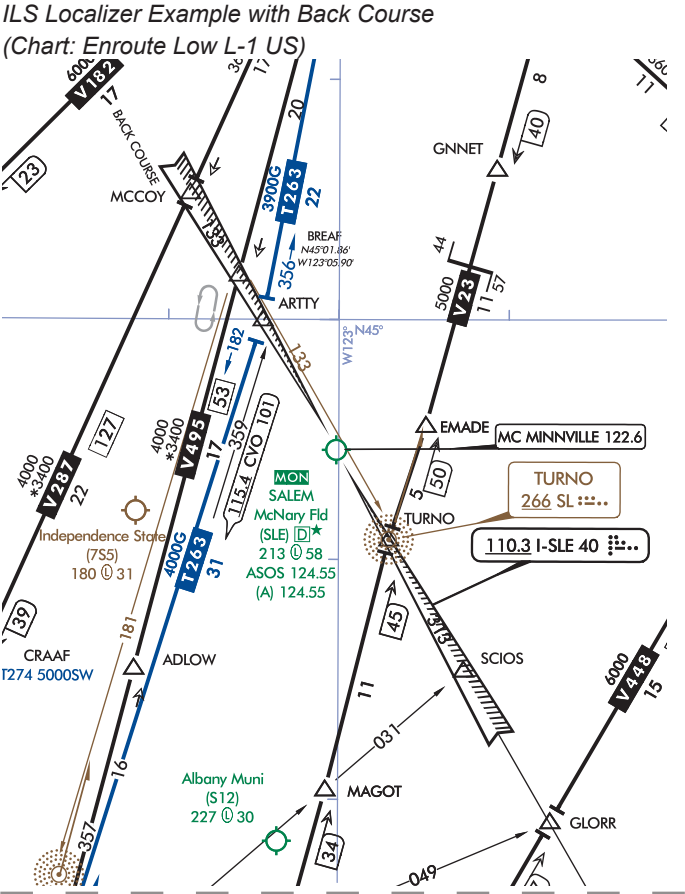 ILS Localizer Example with Back Course
(Chart: Enroute Low L-1 US)
6000
V182
17
BACK COURSE
23
MCCOY
133
17
20
3900G
T263
22
356
BREAF
N45°01.86'
W123°05.90'
ARTTY
8
40
GNNET
11
44
5000
V23
11 57
W123°
N45°
133
182
53
4000
*3400
V495
17
359
115.4 CVO 101
127
4000
*3400
V287
22
EMADE
MC MINNVILLE 122.6
5
50
TURNO
TURNO
266 SL
110.3 I-SLE 40
MON
SALEM
McNary Fld
(SLE) D★
213 Ⓛ 58
ASOS 124.55
(A) 124.55
Independence State
(7S5)
180 Ⓛ 31
4000G
T263
31
39
181
CRAAF
T274 5000SW
ADLOW
45
313
SCIOS
6000
V448
15
11
031
16
Albany Muni
(S12)
227 Ⓛ 30
MAGOT
GLORR
357
34
049